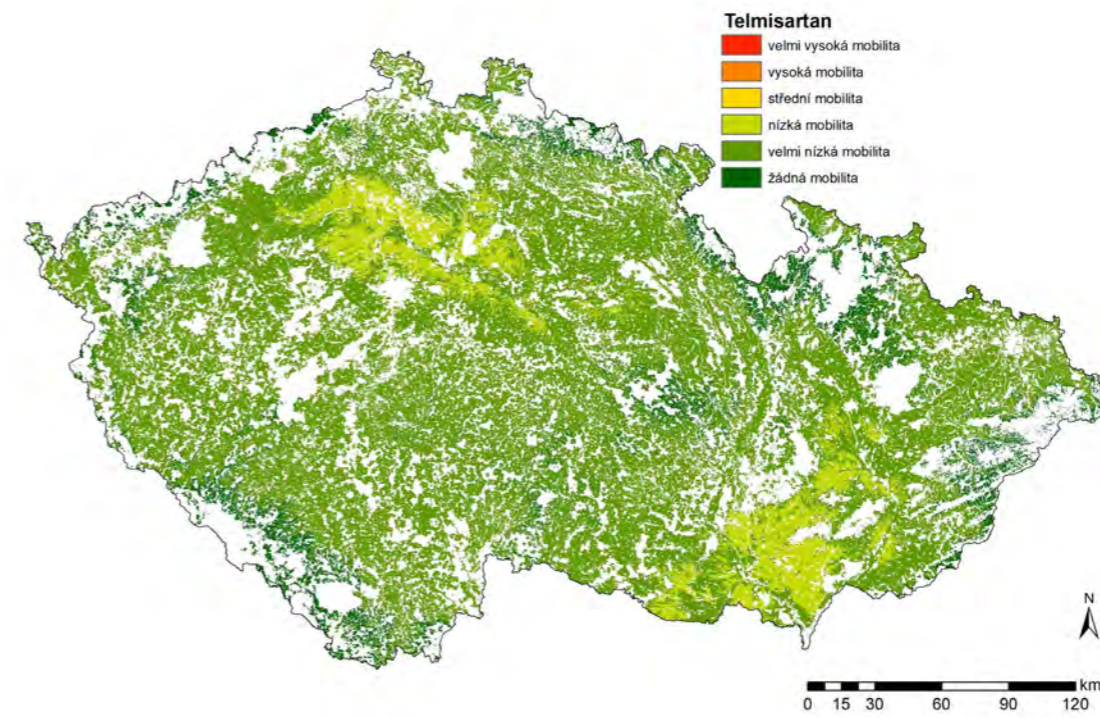 Telmisartan
velmi vysoká mobilita
vysoká mobilita
střední mobilita
nízká mobilita
velmi nízká mobilita
žádná mobilita
N
km
0 15 30 60 90 120